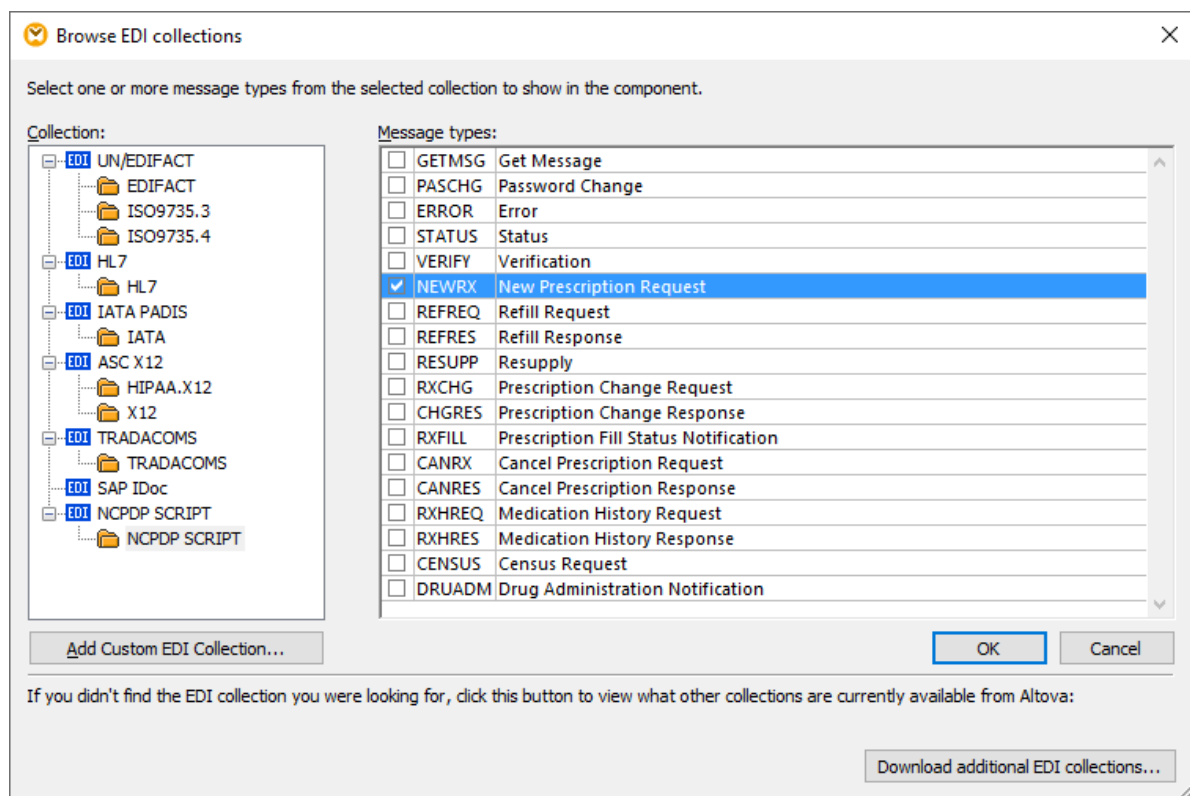 Browse EDI collections
Select one or more message types from the selected collection to show in the component.
Collection:
EDI UN/EDIFACT
EDIFACT
ISO9735.3
ISO9735.4
EDI HL7
HL7
EDI IATA PADIS
IATA
EDI ASC X12
HIPAA.X12
X12
EDI TRADACOMS
TRADACOMS
EDI SAP IDoc
EDI NCPDP SCRIPT
NCPDP SCRIPT
Add Custom EDI Collection...
Message types:
GETMSG Get Message
PASCHG Password Change
ERROR Error
STATUS Status
VERIFY Verification
NEWRX New Prescription Request
REFREQ Refill Request
REFRES Refill Response
RESUPP Resupply
RXCHG Prescription Change Request
CHGRES Prescription Change Response
RXFILL Prescription Fill Status Notification
CANRX Cancel Prescription Request
CANRES Cancel Prescription Response
RXHREQ Medication History Request
RXHRES Medication History Response
CENSUS Census Request
DRUADM Drug Administration Notification
OK
Cancel
If you didn't find the EDI collection you were looking for, click this button to view what other collections are currently available from Altova:
Download additional EDI collections...